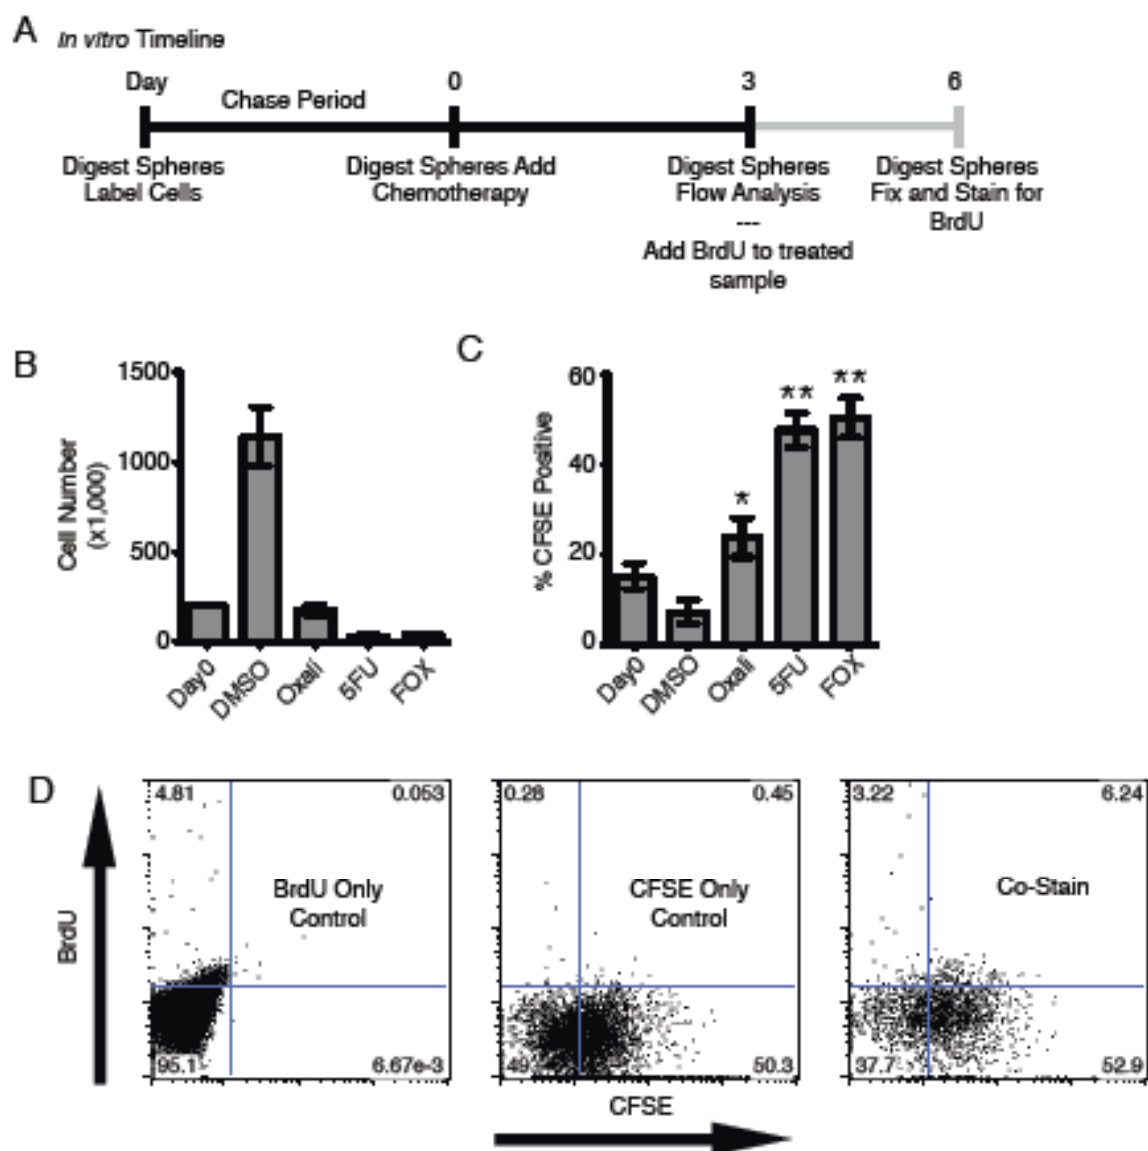 A
In vitro Timeline
Day
0
3
6
Chase Period
Digest Spheres
Label Cells
Digest Spheres Add
Chemotherapy
Digest Spheres
Flow Analysis
---
Add BrdU to treated
sample
Digest Spheres
Fix and Stain for
BrdU
B
Cell Number
(x1,000)
1500
1000
500
0
Day0
DMSO
Oxali
5FU
FOX
C
% CFSE Positive
60
40
20
0
*
**
**
Day0
DMSO
Oxali
5FU
FOX
D
BrdU
4.81
0.053
BrdU Only
Control
95.1
6.67e-3
0.26
0.45
CFSE Only
Control
49
50.3
3.22
6.24
Co-Stain
37.7
52.9
CFSE